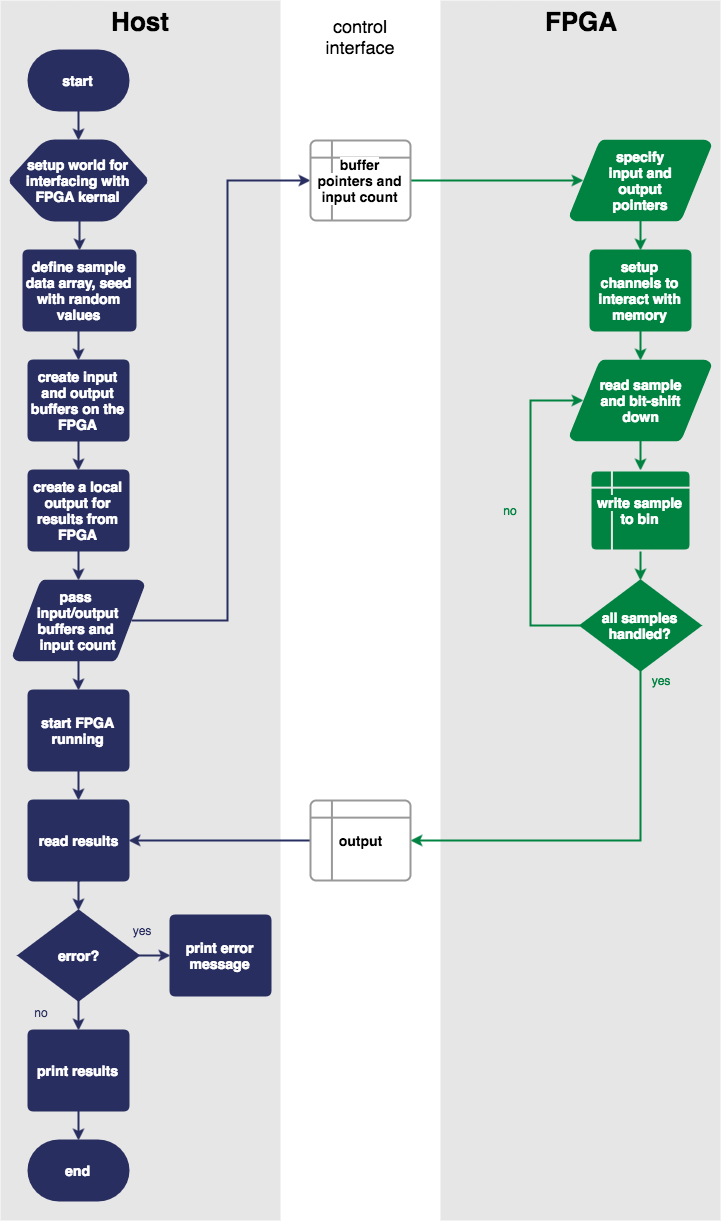 Host
control
interface
FPGA
start
setup world for
interfacing with
FPGA kernal
define sample
data array, seed
with random
values
create input
and output
buffers on the
FPGA
create a local
output for
results from
FPGA
pass
input/output
buffers and
input count
start FPGA
running
read results
error?
yes
print error
message
no
print results
end
buffer
pointers and
input count
output
specify
input and
output
pointers
setup
channels to
interact with
memory
read sample
and bit-shift
down
no
write sample
to bin
all samples
handled?
yes